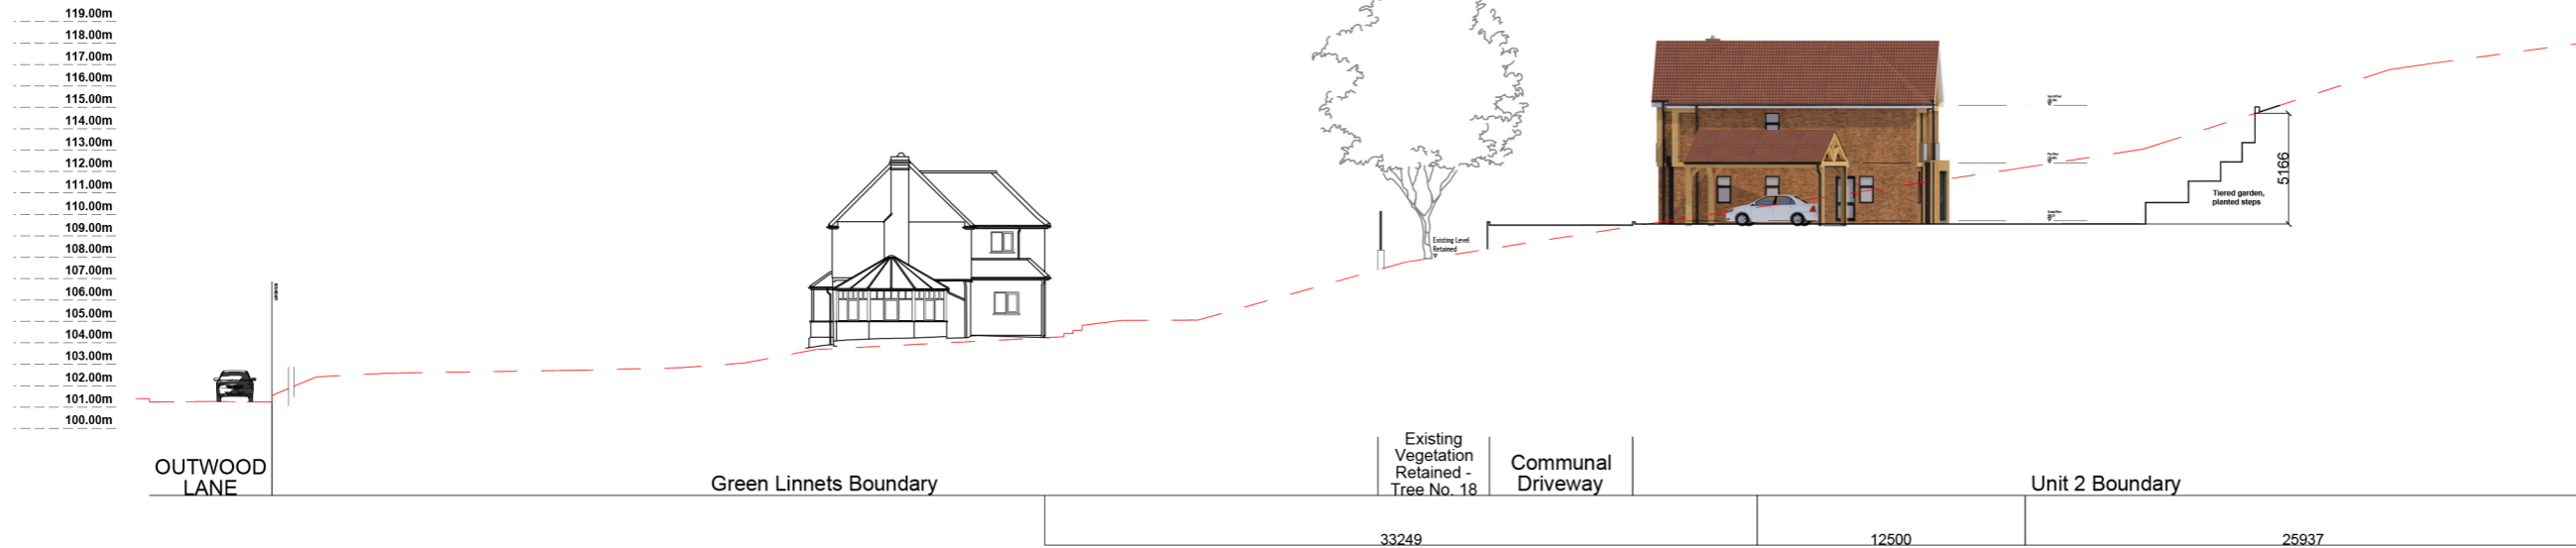 119.00m
118.00m
117.00m
116.00m
115.00m
114.00m
113.00m
112.00m
111.00m
110.00m
109.00m
108.00m
107.00m
106.00m
105.00m
104.00m
103.00m
102.00m
101.00m
100.00m
Existing Level
Retained
Tiered garden,
planted steps
5166
OUTWOOD
LANE
Green Linnets Boundary
Existing
Vegetation
Retained -
Tree No. 18
Communal
Driveway
Unit 2 Boundary
33249
12500
25937